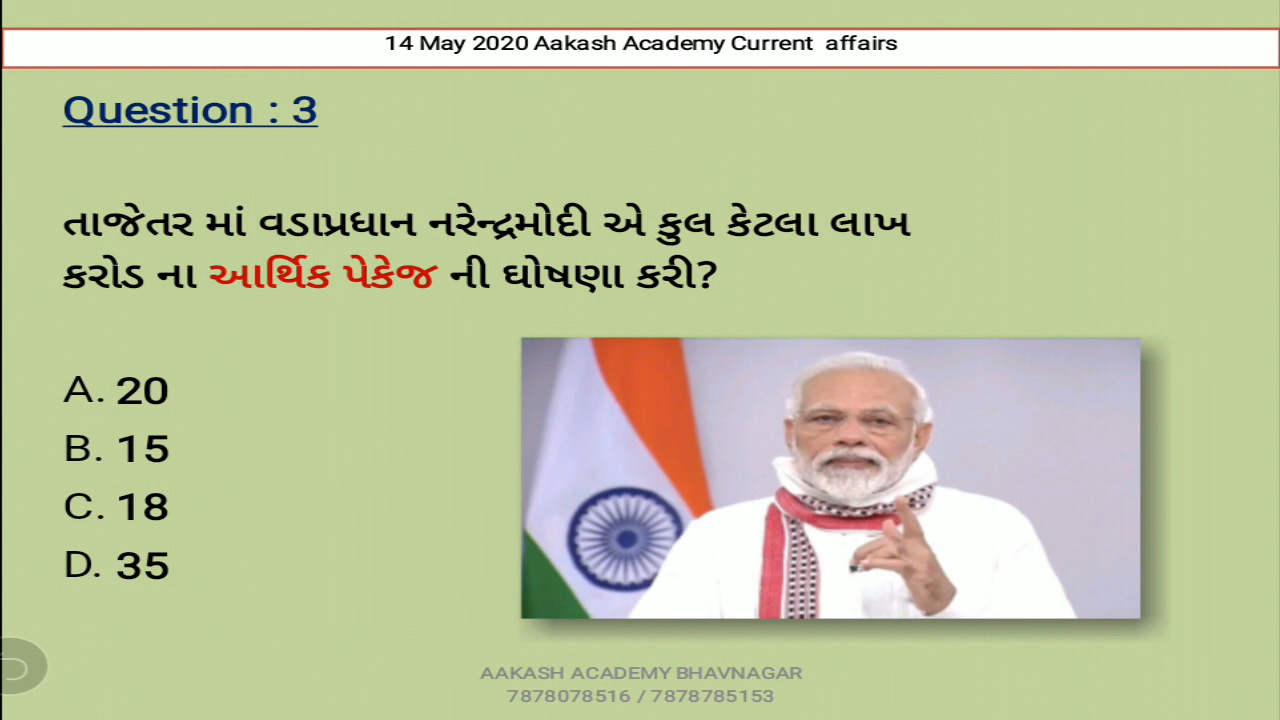 14 May 2020 Aakash Academy Current affairs
Question : 3
તાજેતર માં વડાપ્રધાન નરેન્દ્રમોદી એ કુલ કેટલા લાખ
કરોડ ના આર્થિક પેકેજ ની ઘોષણા કરી?
A. 20
B. 15
C. 18
D. 35
AAKASH ACADEMY BHAVNAGAR
7878078516 / 7878785153